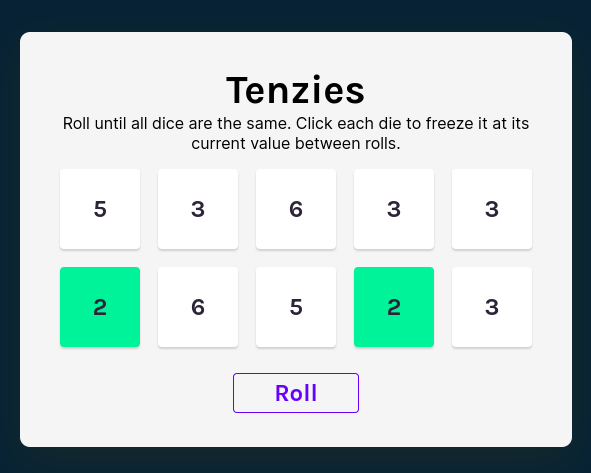 Tenzies
Roll until all dice are the same. Click each die to freeze it at its
current value between rolls.
5 3 6 3 3
2 6 5 2 3
Roll